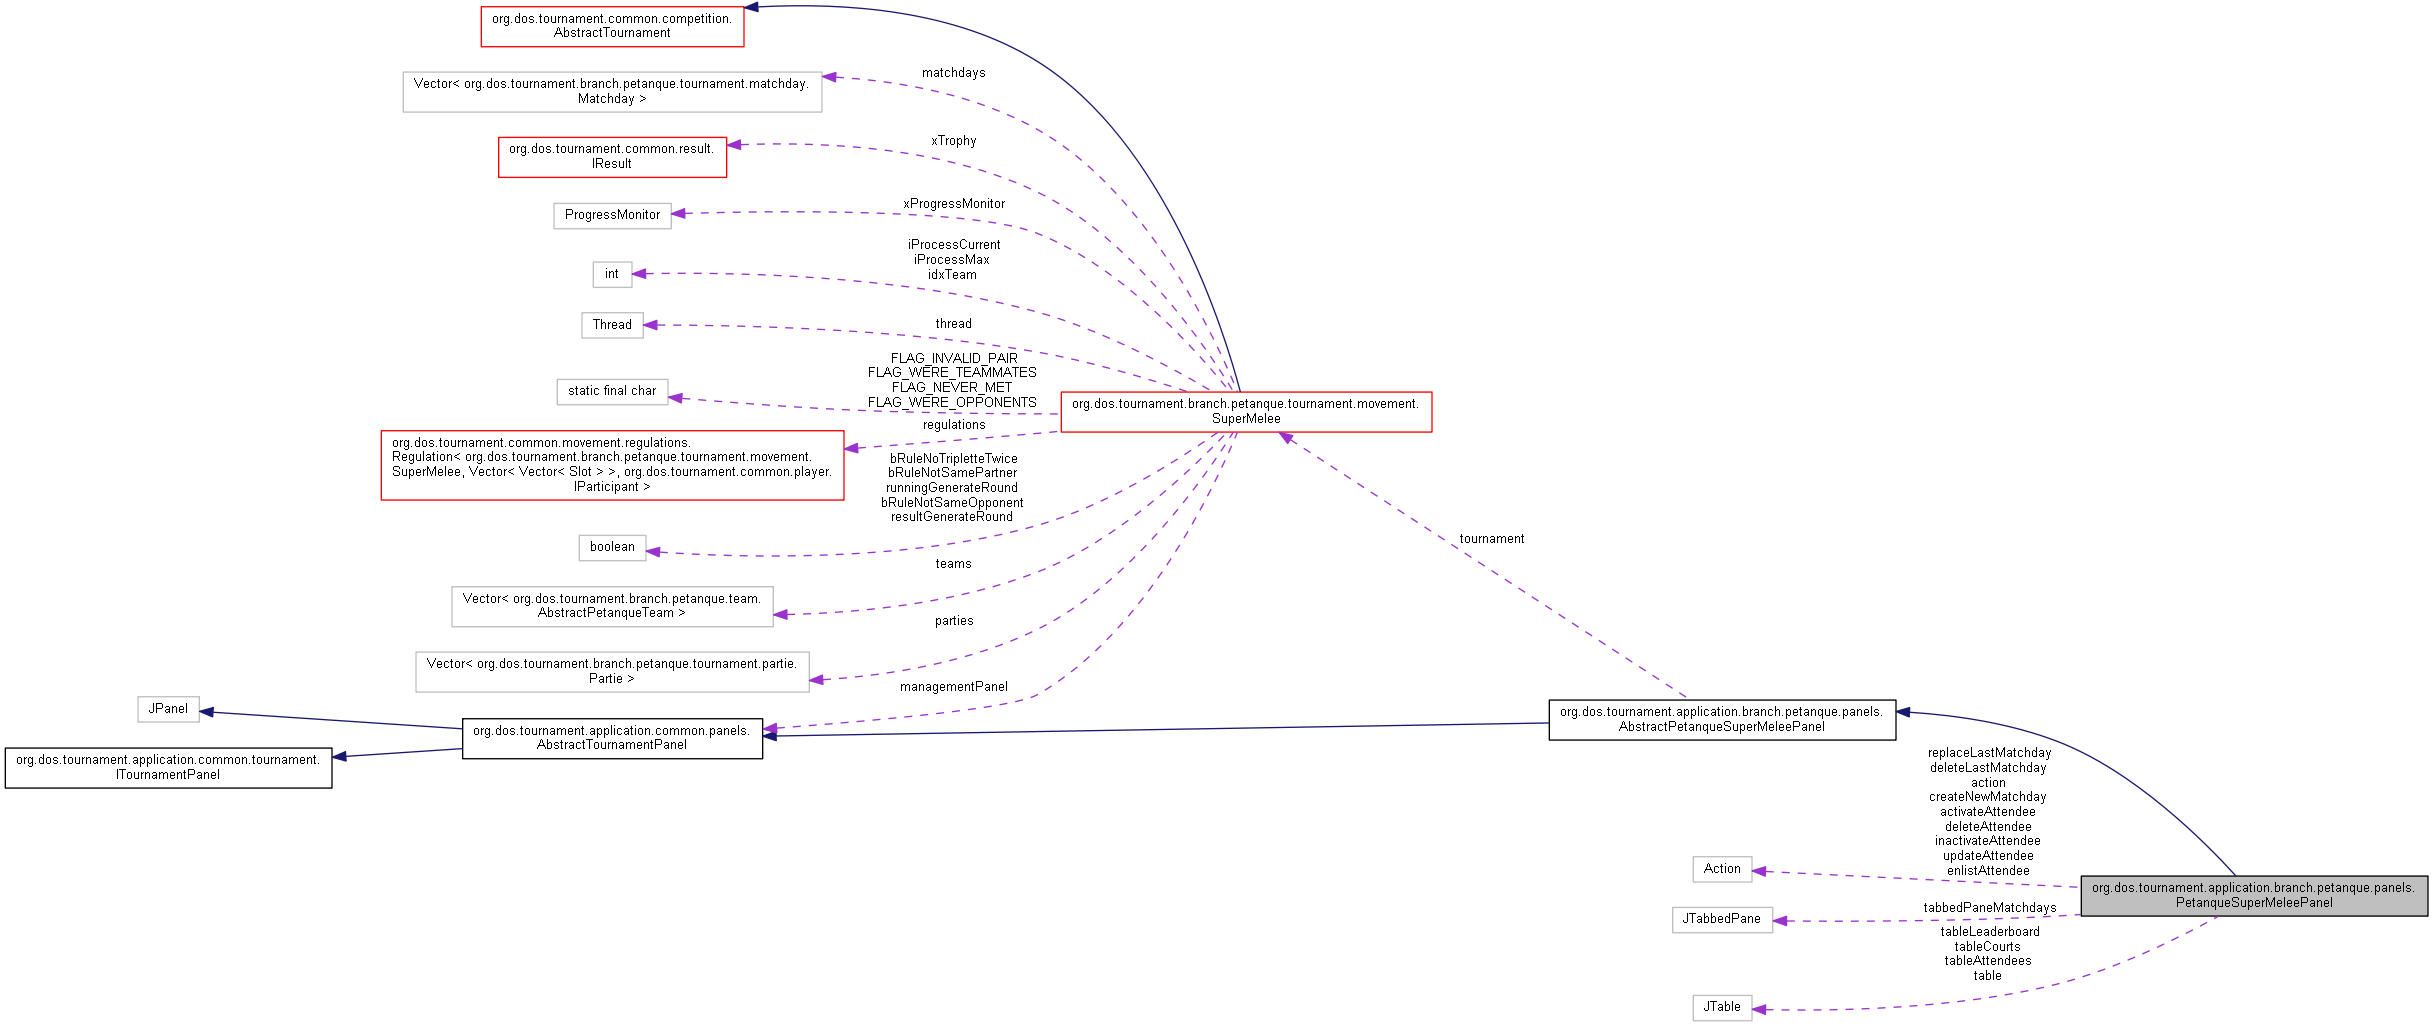 org.dos.tournament.common.competition.
AbstractTournament
Vector< org.dos.tournament.branch.petanque.tournament.matchday.
Matchday >
matchdays
org.dos.tournament.common.result.
IResult
xTrophy
ProgressMonitor
xProgressMonitor
int
iProcessCurrent
iProcessMax
idxTeam
Thread
thread
static final char
FLAG_INVALID_PAIR
FLAG_WERE_TEAMMATES
FLAG_NEVER_MET
FLAG_WERE_OPPONENTS
org.dos.tournament.branch.petanque.tournament.movement.
SuperMelee
regulations
org.dos.tournament.common.movement.regulations.
Regulation< org.dos.tournament.branch.petanque.tournament.movement.
SuperMelee, Vector< Vector< Slot > >, org.dos.tournament.common.player.
IParticipant >
bRuleNoTripletteTwice
bRuleNotSamePartner
runningGenerateRound
bRuleNotSameOpponent
resultGenerateRound
boolean
tournament
teams
Vector< org.dos.tournament.branch.petanque.team.
AbstractPetanqueTeam >
parties
Vector< org.dos.tournament.branch.petanque.tournament.partie.
Partie >
managementPanel
JPanel
org.dos.tournament.application.common.panels.
AbstractTournamentPanel
org.dos.tournament.application.branch.petanque.panels.
AbstractPetanqueSuperMeleePanel
org.dos.tournament.application.common.tournament.
ITournamentPanel
replaceLastMatchday
deleteLastMatchday
action
createNewMatchday
activateAttendee
deleteAttendee
inactivateAttendee
updateAttendee
enlistAttendee
Action
org.dos.tournament.application.branch.petanque.panels.
PetanqueSuperMeleePanel
tabbedPaneMatchdays
JTabbedPane
tableLeaderboard
tableCourts
tableAttendees
table
JTable